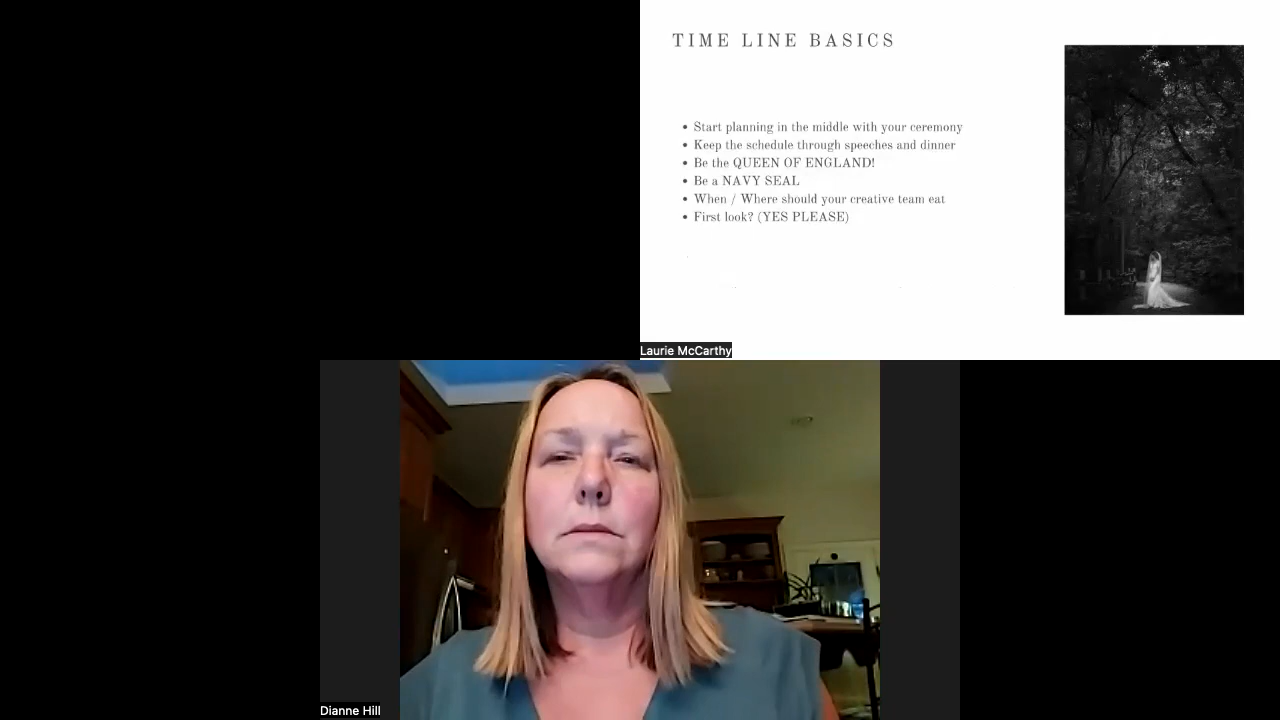 TIME LINE BASICS
• Start planning in the middle with your ceremony
• Keep the schedule through speeches and dinner
• Be the QUEEN OF ENGLAND!
• Be a NAVY SEAL
• When / Where should your creative team eat
• First look? (YES PLEASE)
Laurie McCarthy
Dianne Hill